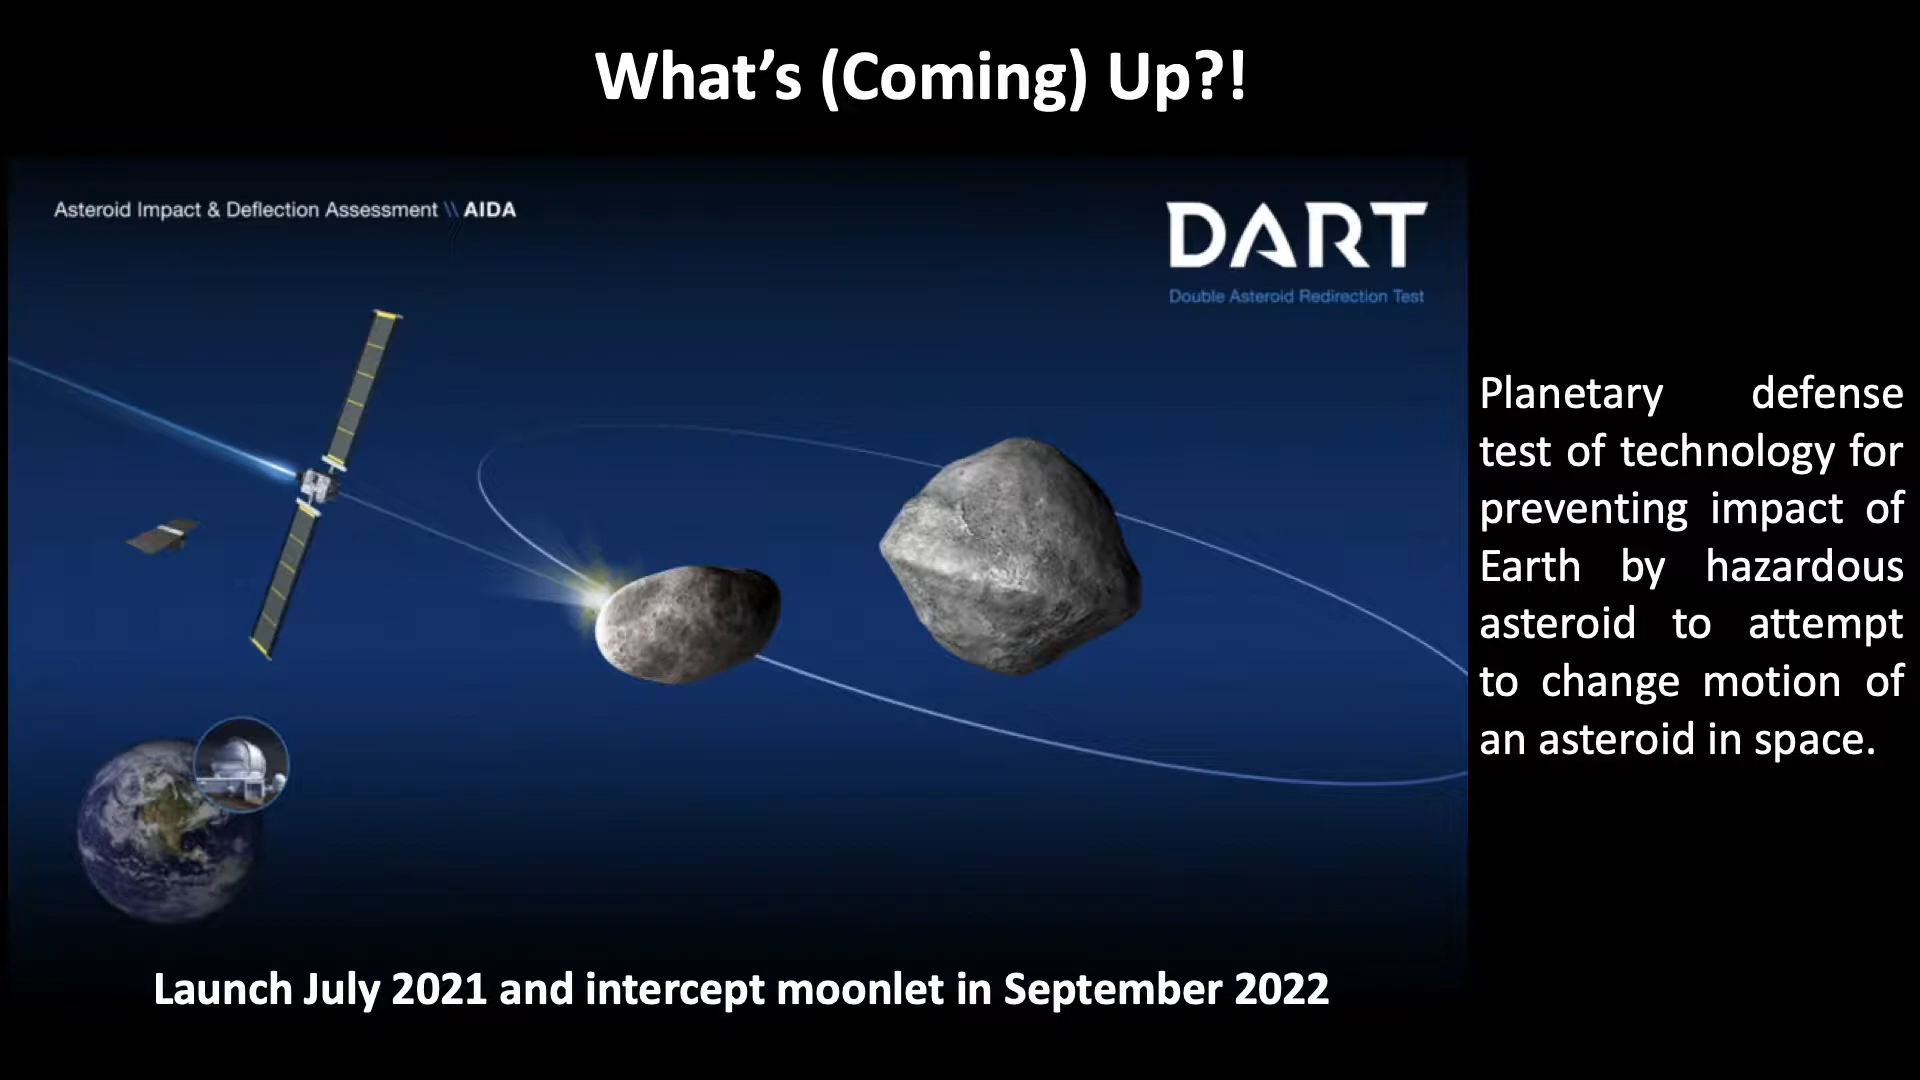 What’s (Coming) Up?!
Asteroid Impact & Deflection Assessment \\ AIDA
DART
Double Asteroid Redirection Test
Planetary defense
test of technology for
preventing impact of
Earth by hazardous
asteroid to attempt
to change motion of
an asteroid in space.
Launch July 2021 and intercept moonlet in September 2022